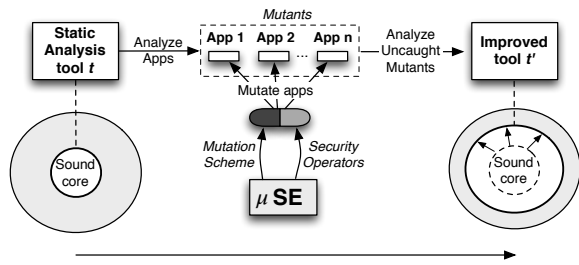 Static
Analysis
tool t
Analyze
Apps
Mutants
App 1 App 2 App n
...
Analyze
Uncaught
Mutants
Improved
tool t'
Mutate apps
Mutation
Scheme
Security
Operators
μ SE
Sound
core
Sound
core